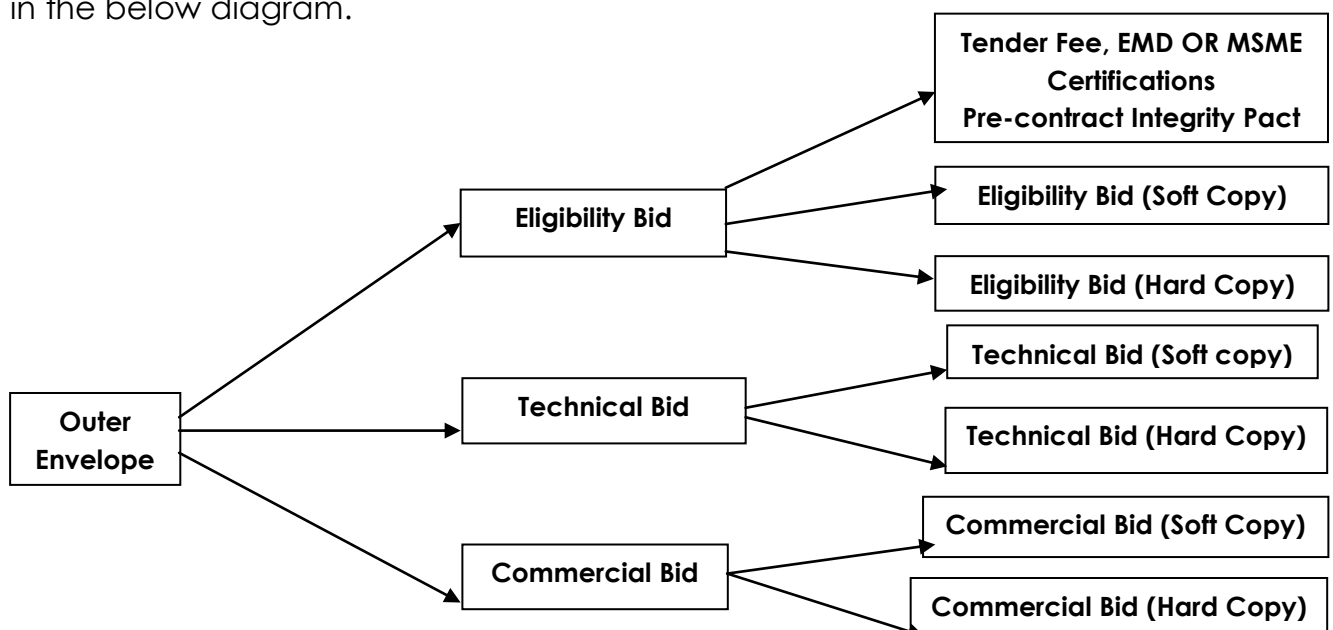 in the below diagram.
Tender Fee, EMD OR MSME
Certifications
Pre-contract Integrity Pact
Eligibility Bid
Eligibility Bid (Soft Copy)
Eligibility Bid (Hard Copy)
Technical Bid (Soft copy)
Outer
Envelope
Technical Bid
Technical Bid (Hard Copy)
Commercial Bid (Soft Copy)
Commercial Bid
Commercial Bid (Hard Copy)